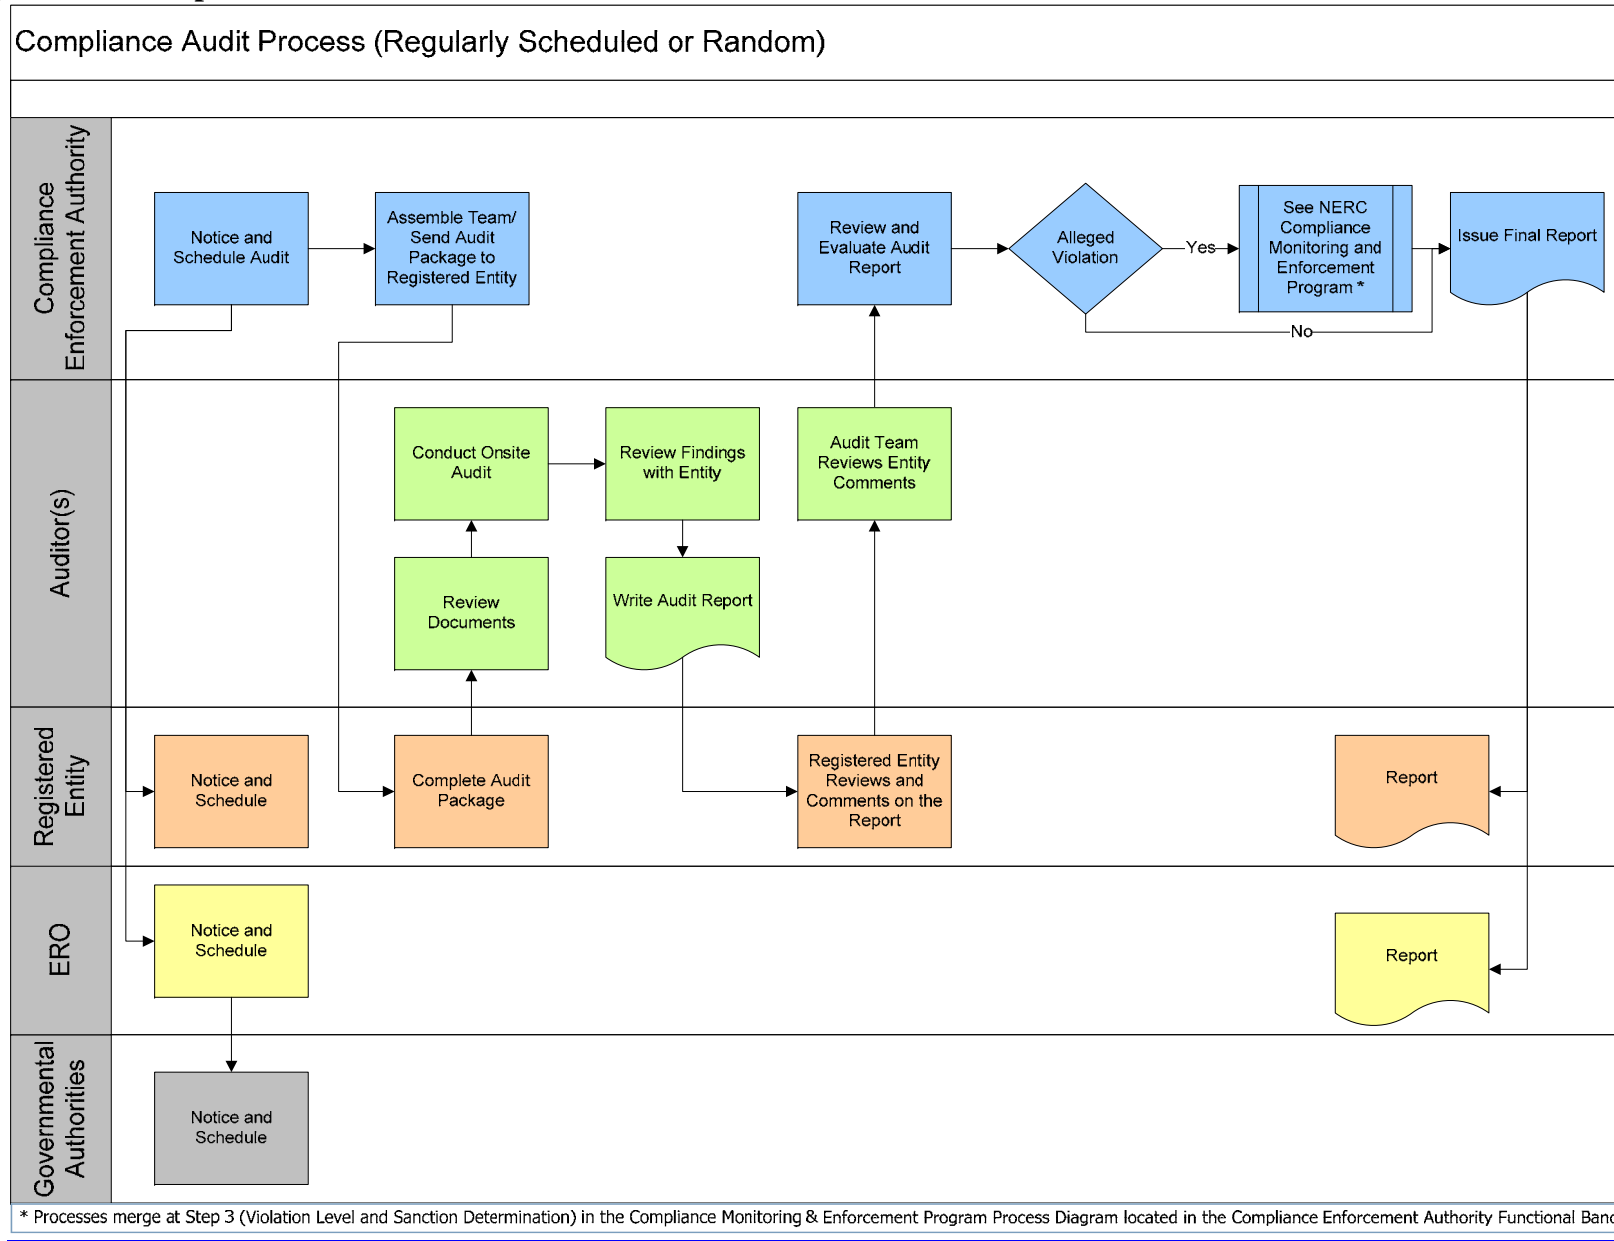 Compliance Audit Process (Regularly Scheduled or Random)
Compliance
Enforcement Authority
Notice and
Schedule Audit
Assemble Team/
Send Audit
Package to
Registered Entity
Review and
Evaluate Audit
Report
Alleged
Violation
Yes
No
See NERC
Compliance
Monitoring and
Enforcement
Program *
Issue Final Report
Auditor(s)
Conduct Onsite
Audit
Review Findings
with Entity
Audit Team
Reviews Entity
Comments
Review
Documents
Write Audit Report
Registered
Entity
Notice and
Schedule
Complete Audit
Package
Registered Entity
Reviews and
Comments on the
Report
Report
ERO
Notice and
Schedule
Report
Governmental
Authorities
Notice and
Schedule
* Processes merge at Step 3 (Violation Level and Sanction Determination) in the Compliance Monitoring & Enforcement Program Process Diagram located in the Compliance Enforcement Authority Functional Band